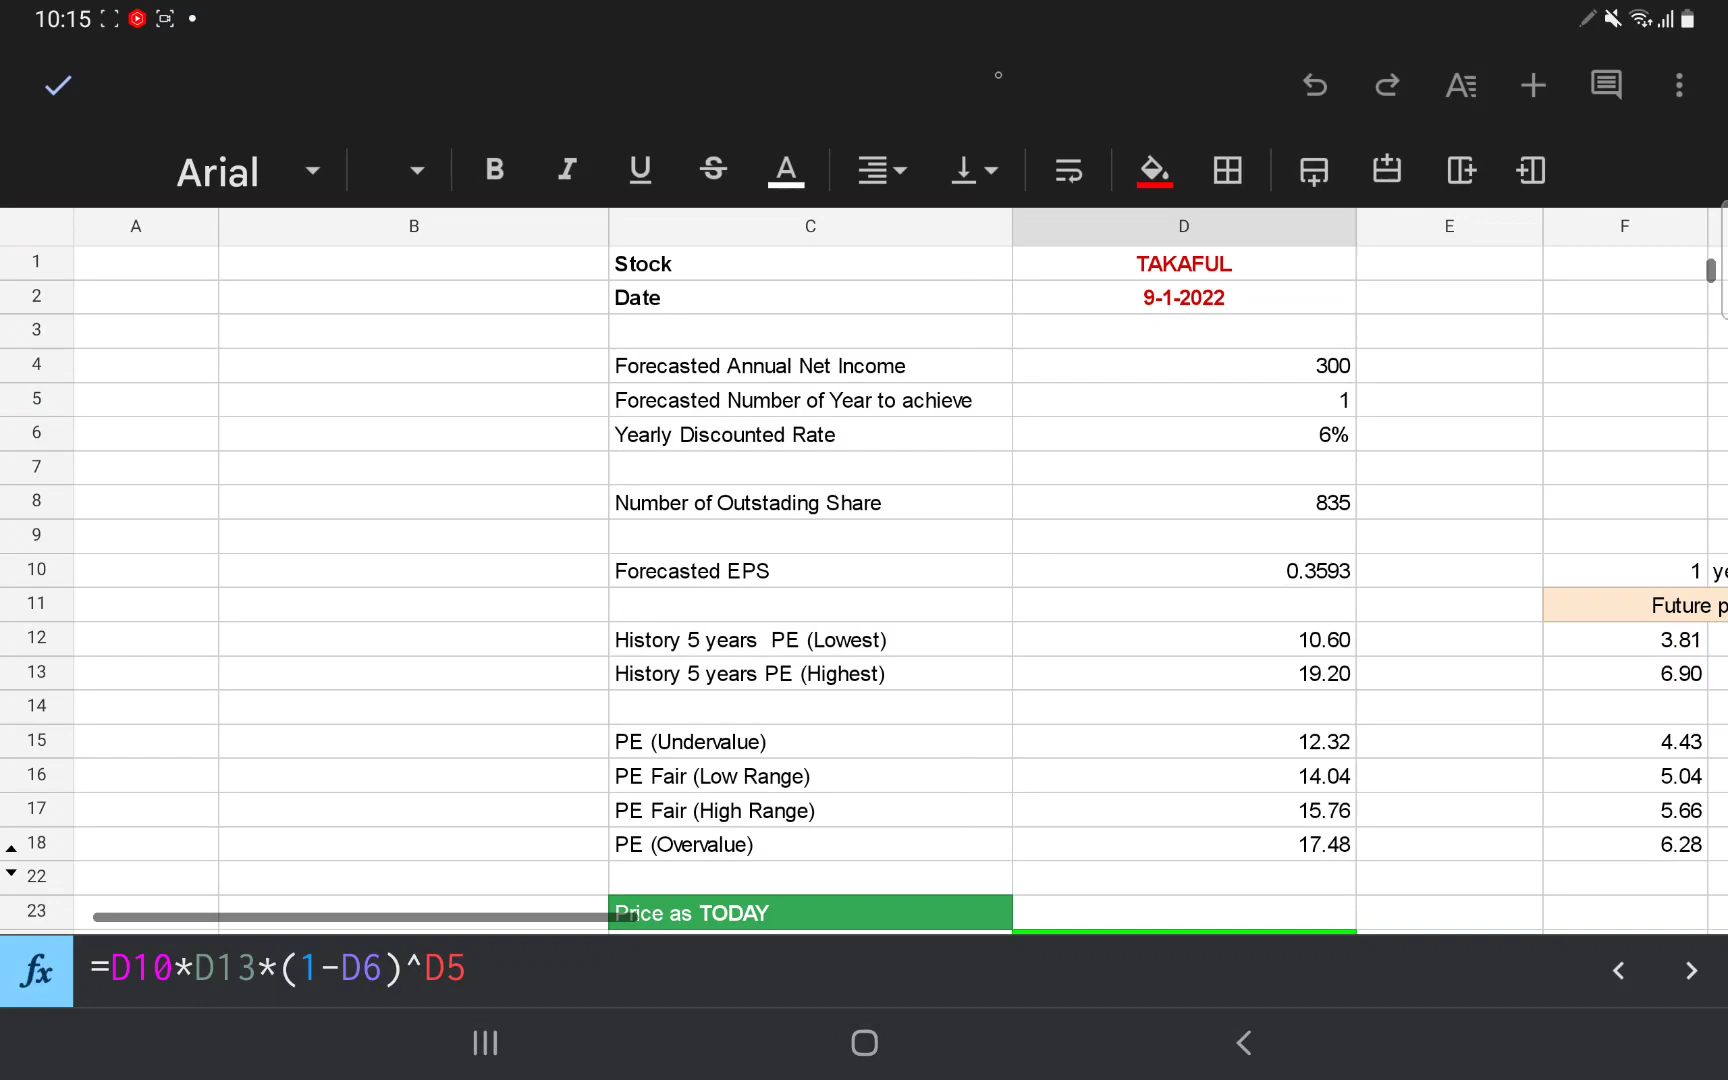 10:15
Arial B I U S A
A B C D E F
1 Stock TAKAFUL
2 Date 9-1-2022
3
4 Forecasted Annual Net Income 300
5 Forecasted Number of Year to achieve 1
6 Yearly Discounted Rate 6%
7
8 Number of Outstading Share 835
9
10 Forecasted EPS 0.3593 1 ye
11 Future p
12 History 5 years PE (Lowest) 10.60 3.81
13 History 5 years PE (Highest) 19.20 6.90
14
15 PE (Undervalue) 12.32 4.43
16 PE Fair (Low Range) 14.04 5.04
17 PE Fair (High Range) 15.76 5.66
18 PE (Overvalue) 17.48 6.28
22
23 Price as TODAY
fx =D10*D13*(1-D6)^D5